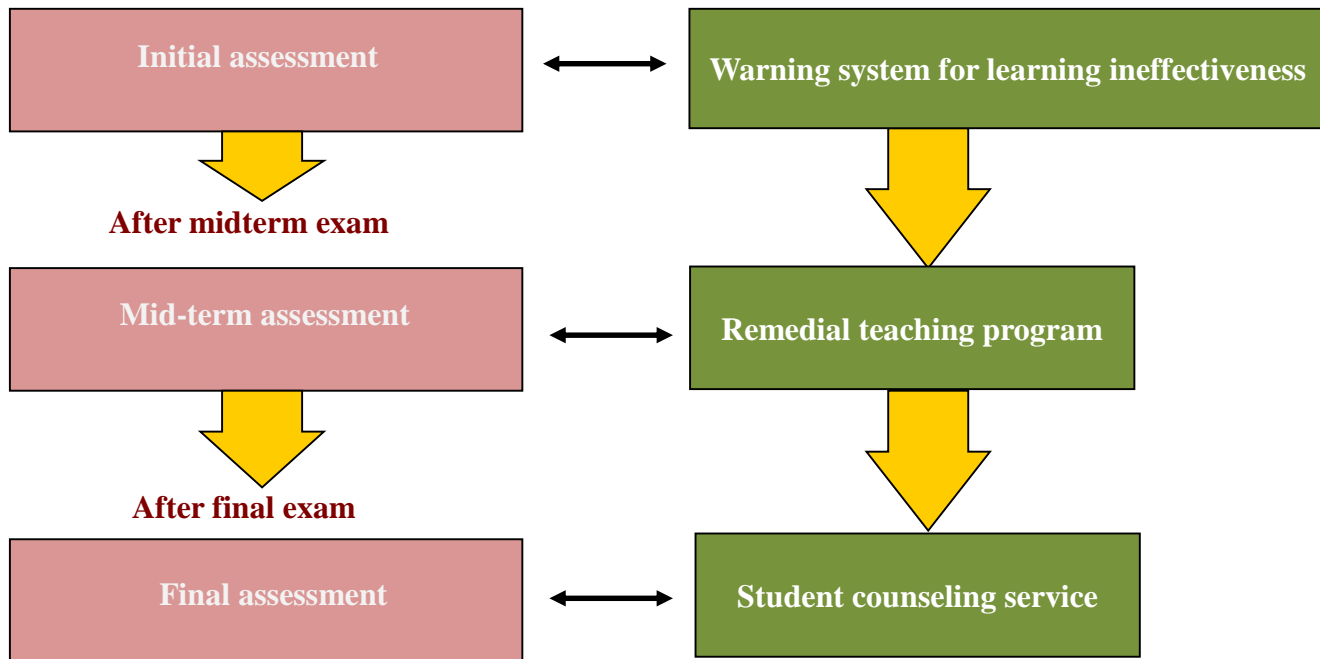 Initial assessment
Warning system for learning ineffectiveness
After midterm exam
Mid-term assessment
Remedial teaching program
After final exam
Final assessment
Student counseling service